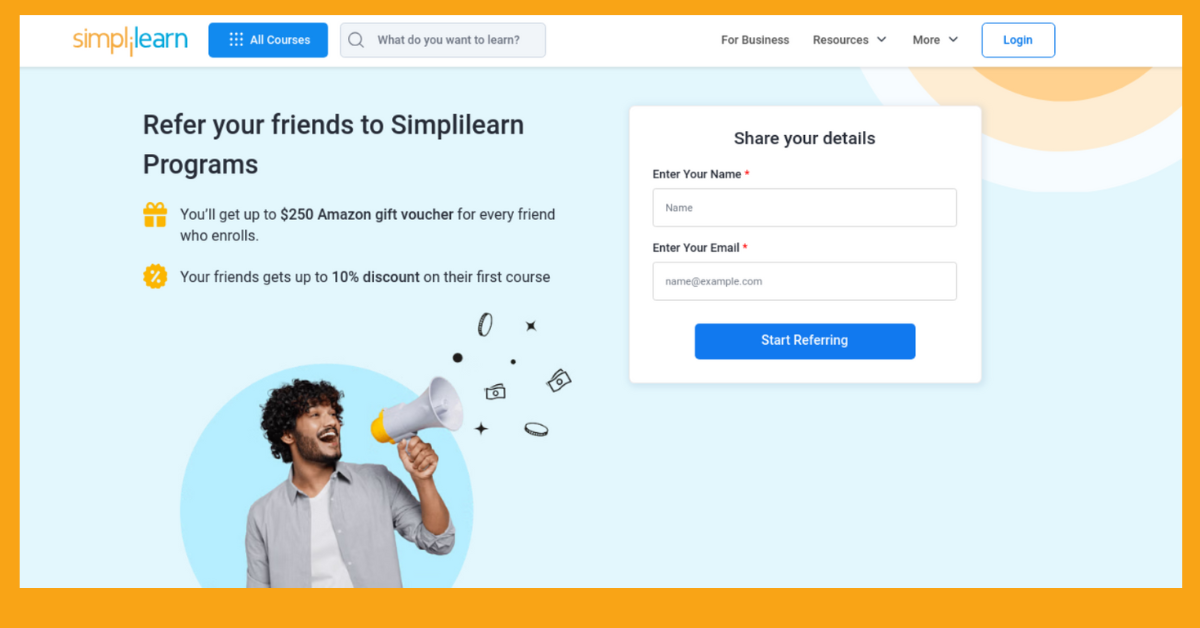 simplilearn
All Courses
What do you want to learn?
For Business
Resources
More
Login
Refer your friends to Simplilearn
Programs
You'll get up to $250 Amazon gift voucher for every friend
who enrolls.
Your friends gets up to 10% discount on their first course
Share your details
Enter Your Name *
Name
Enter Your Email *
name@example.com
Start Referring